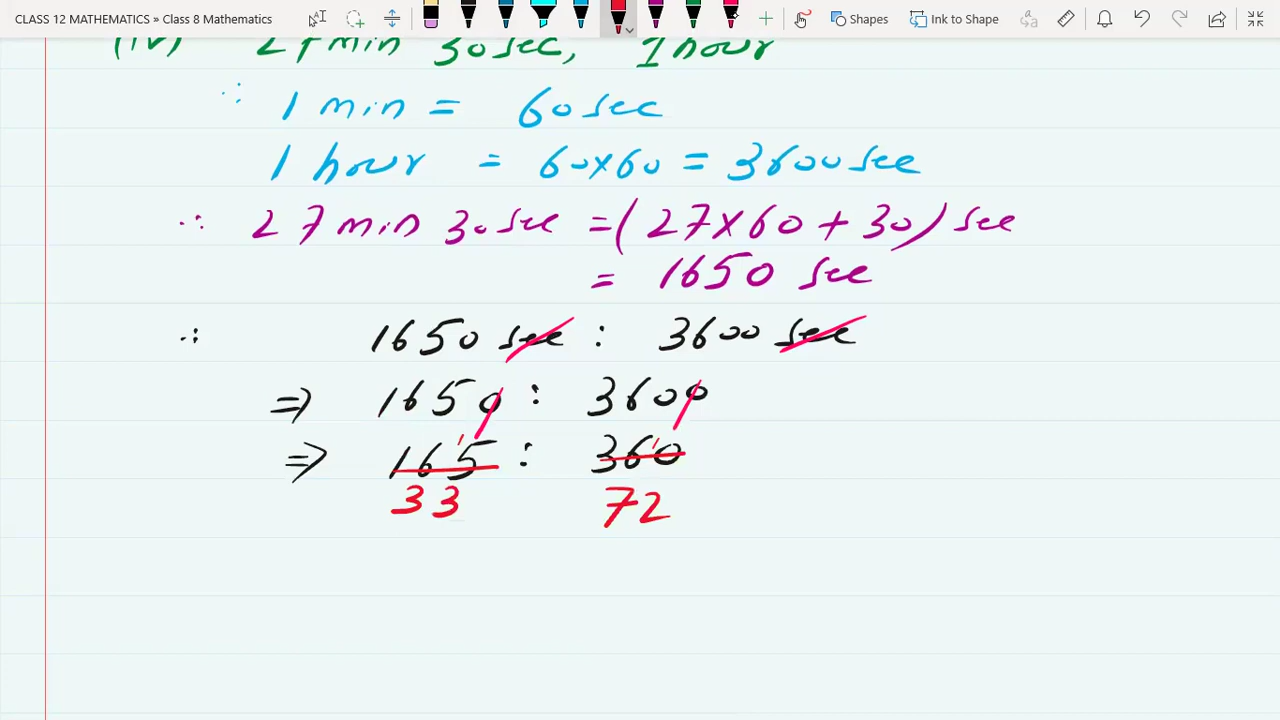 CLASS 12 MATHEMATICS » Class 8 Mathematics Shapes Ink to Shape
(iv) 27 min 30 sec, 1 hour
∵ 1 min = 60 sec
1 hour = 60×60 = 3600 sec
∴ 27 min 30 sec = (27×60 + 30) sec
= 1650 sec
∴ 1650 sec : 3600 sec
⇒ 1650 : 3600
⇒ 165 : 360
33 72